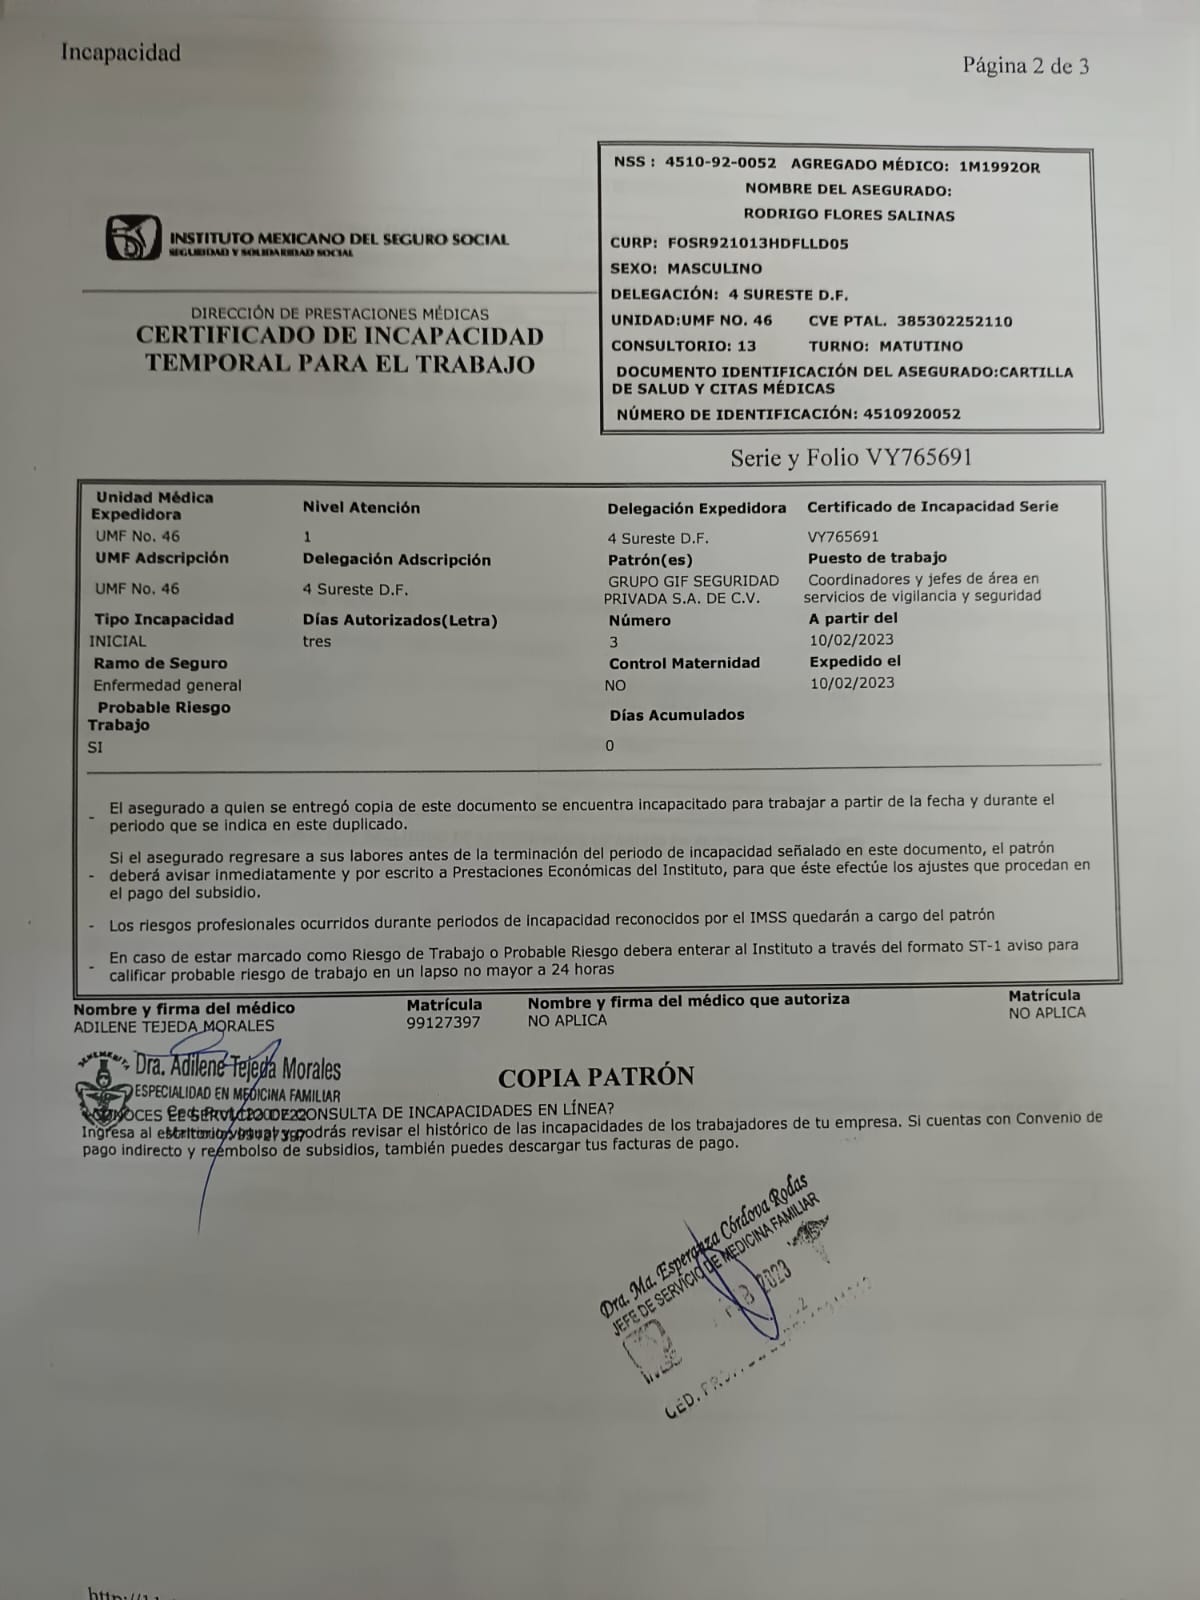 Incapacidad
Página 2 de 3
NSS : 4510-92-0052 AGREGADO MÉDICO: 1M1992OR
NOMBRE DEL ASEGURADO:
RODRIGO FLORES SALINAS
CURP: FOSR921013HDFLLD05
SEXO: MASCULINO
DELEGACIÓN: 4 SURESTE D.F.
UNIDAD:UMF NO. 46 CVE PTAL. 385302252110
CONSULTORIO: 13 TURNO: MATUTINO
DOCUMENTO IDENTIFICACIÓN DEL ASEGURADO:CARTILLA
DE SALUD Y CITAS MÉDICAS
NÚMERO DE IDENTIFICACIÓN: 4510920052
INSTITUTO MEXICANO DEL SEGURO SOCIAL
SEGURIDAD Y SOLIDARIDAD SOCIAL
DIRECCIÓN DE PRESTACIONES MÉDICAS
CERTIFICADO DE INCAPACIDAD
TEMPORAL PARA EL TRABAJO
Serie y Folio VY765691
Unidad Médica
Expedidora
Nivel Atención
Delegación Expedidora
Certificado de Incapacidad Serie
UMF No. 46
1
4 Sureste D.F.
VY765691
UMF Adscripción
Delegación Adscripción
Patrón(es)
Puesto de trabajo
UMF No. 46
4 Sureste D.F.
GRUPO GIF SEGURIDAD
PRIVADA S.A. DE C.V.
Coordinadores y jefes de área en
servicios de vigilancia y seguridad
Tipo Incapacidad
Días Autorizados(Letra)
Número
A partir del
INICIAL
tres
3
10/02/2023
Ramo de Seguro
Control Maternidad
Expedido el
Enfermedad general
NO
10/02/2023
Probable Riesgo
Trabajo
Días Acumulados
SI
0
- El asegurado a quien se entregó copia de este documento se encuentra incapacitado para trabajar a partir de la fecha y durante el
periodo que se indica en este duplicado.
Si el asegurado regresare a sus labores antes de la terminación del periodo de incapacidad señalado en este documento, el patrón
- deberá avisar inmediatamente y por escrito a Prestaciones Económicas del Instituto, para que éste efectúe los ajustes que procedan en
el pago del subsidio.
- Los riesgos profesionales ocurridos durante periodos de incapacidad reconocidos por el IMSS quedarán a cargo del patrón
- En caso de estar marcado como Riesgo de Trabajo o Probable Riesgo debera enterar al Instituto a través del formato ST-1 aviso para
calificar probable riesgo de trabajo en un lapso no mayor a 24 horas
Nombre y firma del médico
Matrícula
Nombre y firma del médico que autoriza
Matrícula
ADILENE TEJEDA MORALES
99127397
NO APLICA
NO APLICA
Dra. Adilene Tejeda Morales
ESPECIALIDAD EN MEDICINA FAMILIAR
COPIA PATRÓN
CONSULTA DE INCAPACIDADES EN LÍNEA?
Ingresa al escritorio virtual y podrás revisar el histórico de las incapacidades de los trabajadores de tu empresa. Si cuentas con Convenio de
pago indirecto y reembolso de subsidios, también puedes descargar tus facturas de pago.
Dra. Ma. Esperanza Córdova Rodas
JEFE DE SERVICIO DE MEDICINA FAMILIAR
2023
IMSS
CED.